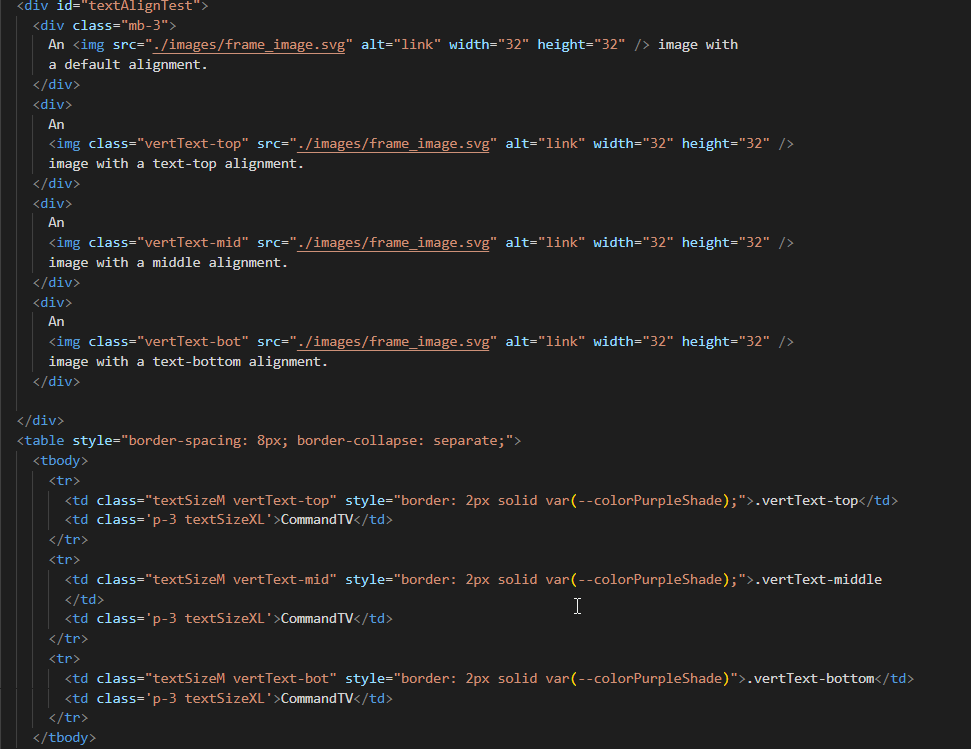 <div id="textAlignTest">
<div class="mb-3">
An <img src="./images/frame_image.svg" alt="link" width="32" height="32" /> image with
a default alignment.
</div>
<div>
An
<img class="vertText-top" src="./images/frame_image.svg" alt="link" width="32" height="32" />
image with a text-top alignment.
</div>
<div>
An
<img class="vertText-mid" src="./images/frame_image.svg" alt="link" width="32" height="32" />
image with a middle alignment.
</div>
<div>
An
<img class="vertText-bot" src="./images/frame_image.svg" alt="link" width="32" height="32" />
image with a text-bottom alignment.
</div>
</div>
<table style="border-spacing: 8px; border-collapse: separate;">
<tbody>
<tr>
<td class="textSizeM vertText-top" style="border: 2px solid var(--colorPurpleShade);">.vertText-top</td>
<td class='p-3 textSizeXL'>CommandTV</td>
</tr>
<tr>
<td class="textSizeM vertText-mid" style="border: 2px solid var(--colorPurpleShade);">.vertText-middle
</td>
<td class='p-3 textSizeXL'>CommandTV</td>
</tr>
<tr>
<td class="textSizeM vertText-bot" style="border: 2px solid var(--colorPurpleShade)">.vertText-bottom</td>
<td class='p-3 textSizeXL'>CommandTV</td>
</tr>
</tbody>